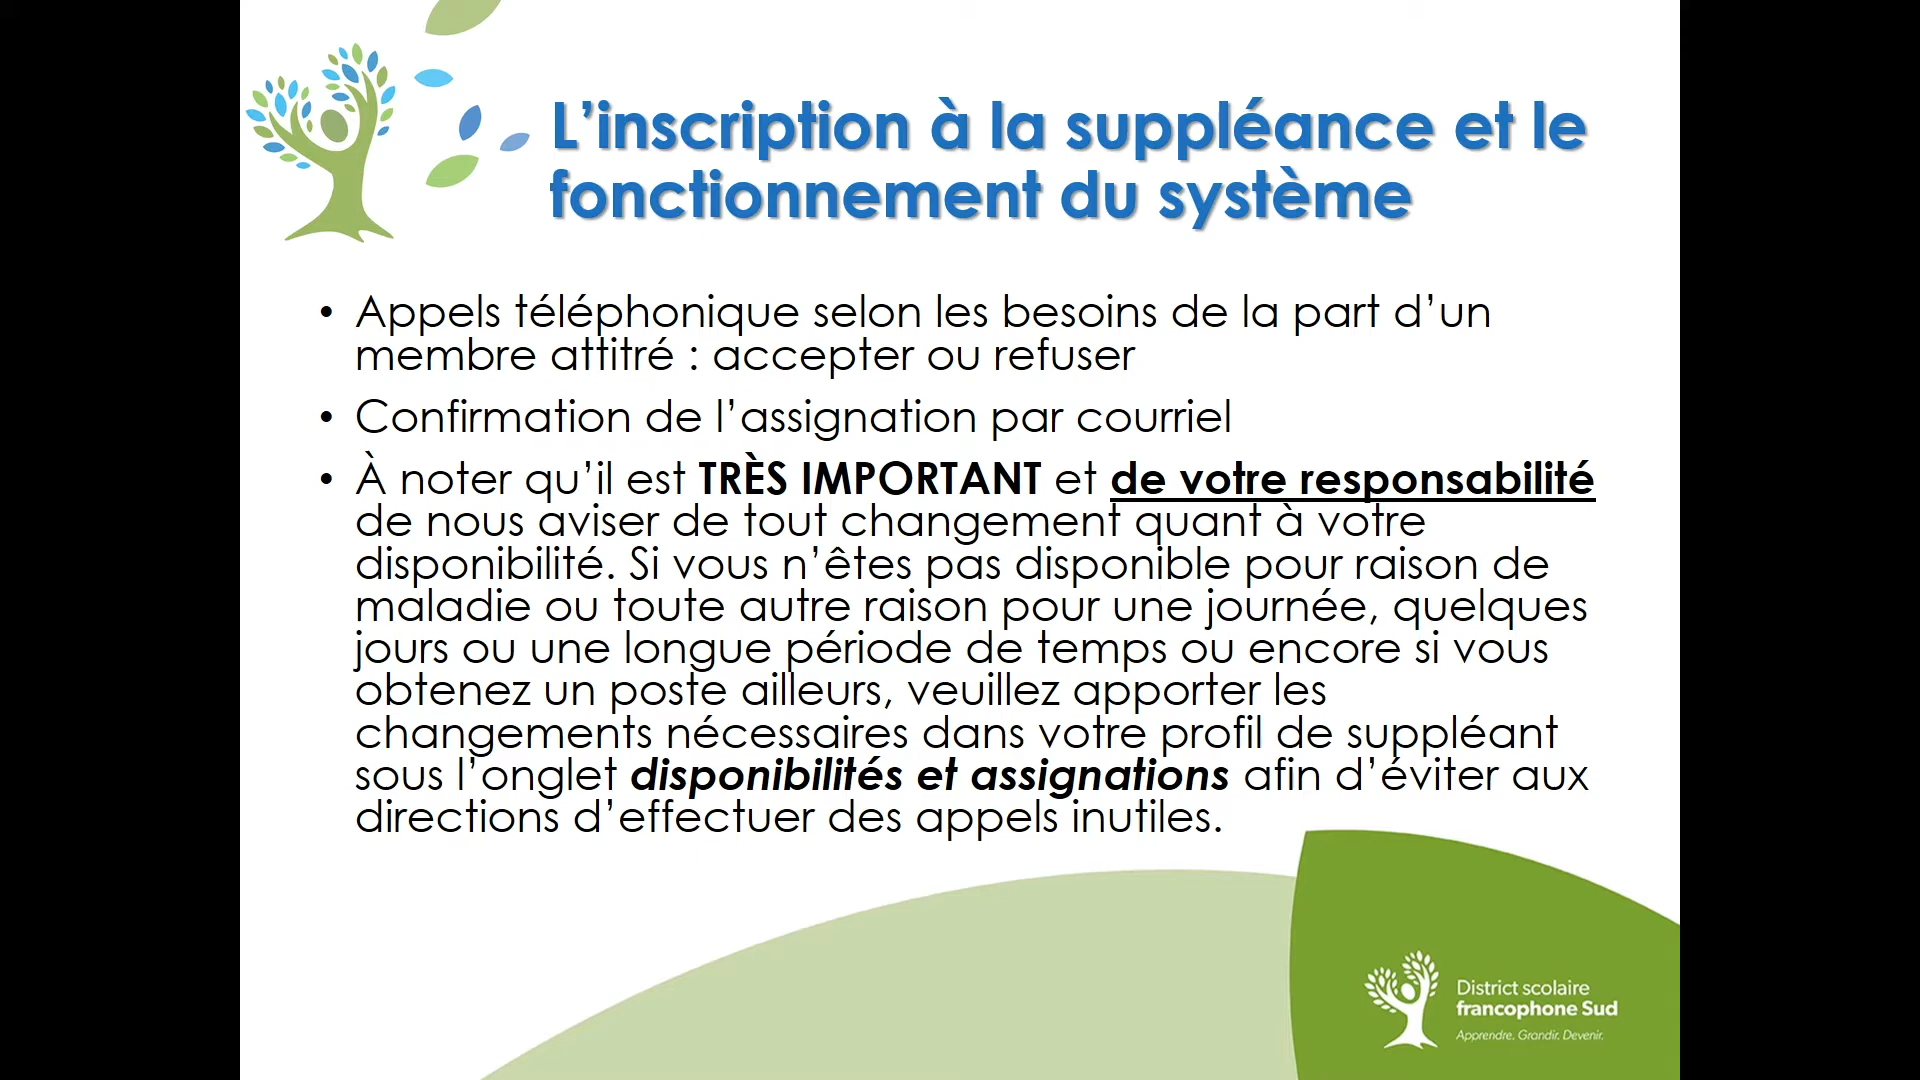 L’inscription à la suppléance et le
fonctionnement du système
• Appels téléphonique selon les besoins de la part d’un
membre attitré : accepter ou refuser
• Confirmation de l’assignation par courriel
• À noter qu’il est TRÈS IMPORTANT et de votre responsabilité
de nous aviser de tout changement quant à votre
disponibilité. Si vous n’êtes pas disponible pour raison de
maladie ou toute autre raison pour une journée, quelques
jours ou une longue période de temps ou encore si vous
obtenez un poste ailleurs, veuillez apporter les
changements nécessaires dans votre profil de suppléant
sous l’onglet disponibilités et assignations afin d’éviter aux
directions d’effectuer des appels inutiles.
District scolaire
francophone Sud
Apprendre. Grandir. Devenir.